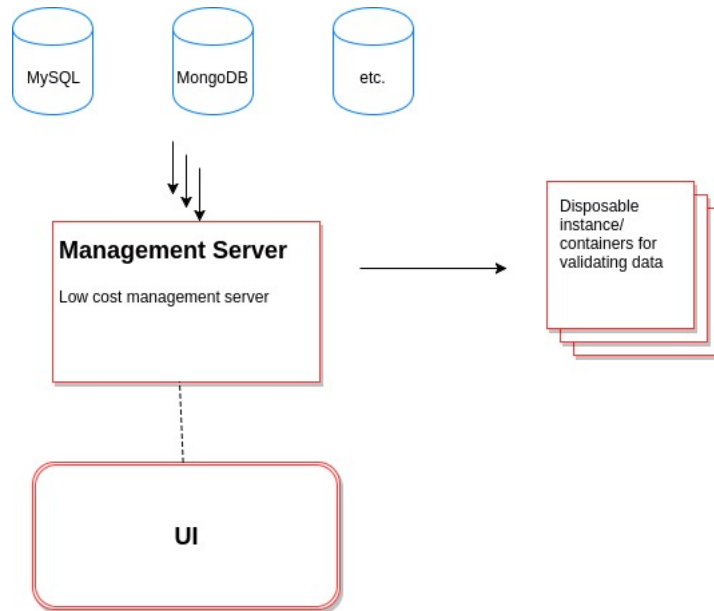 MySQL
MongoDB
etc.
Management Server
Low cost management server
Disposable
instance/
containers for
validating data
UI